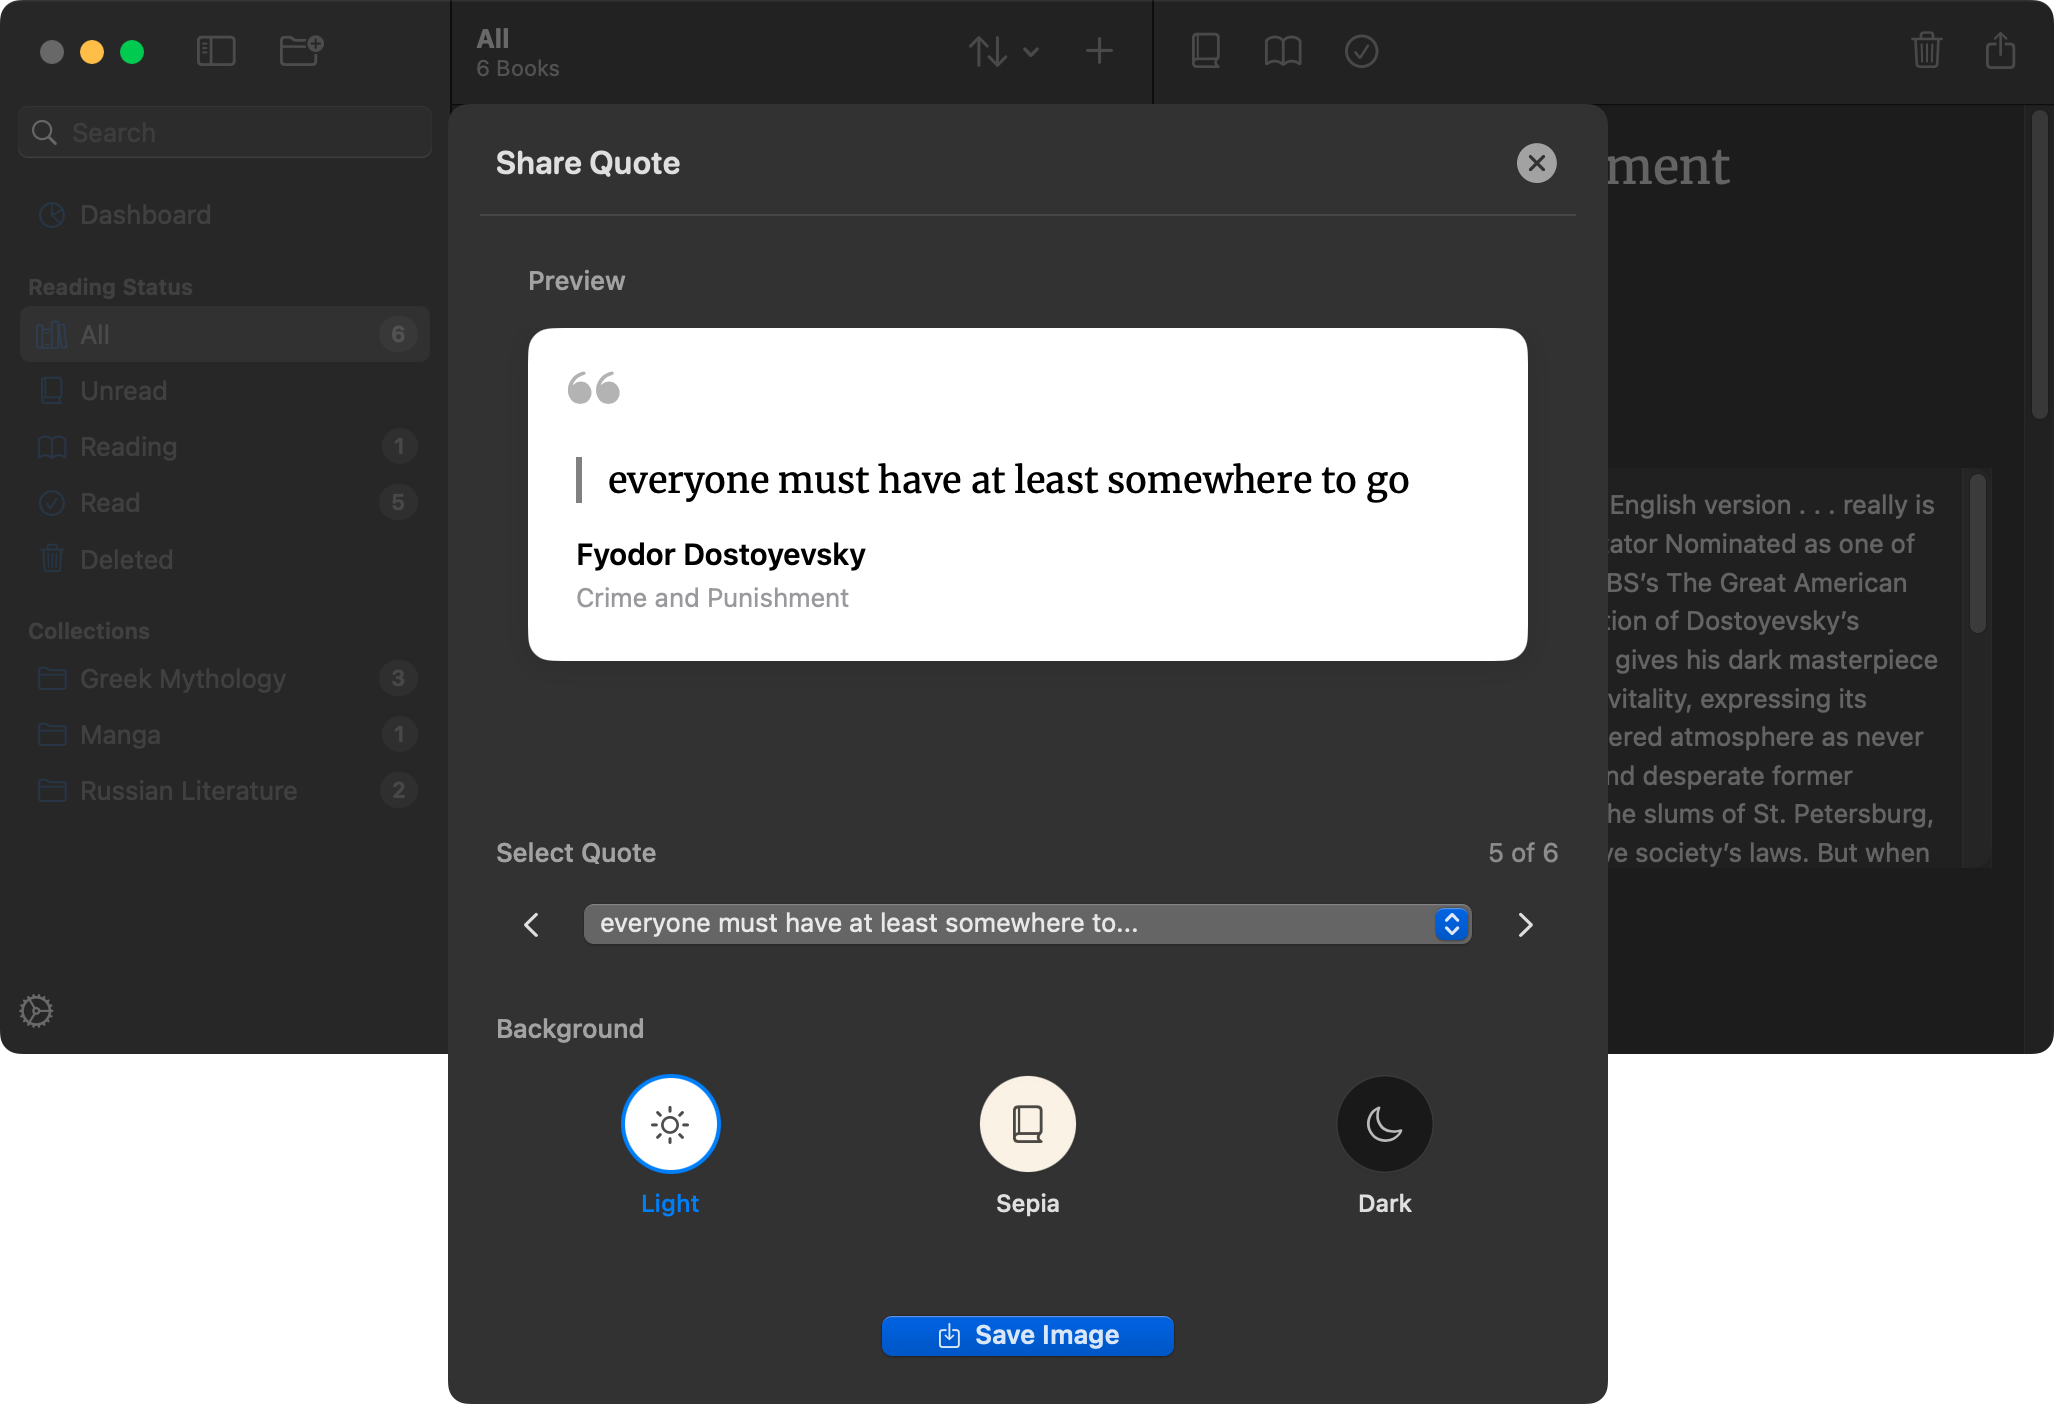 All
6 Books
Search
Dashboard
Reading Status
All 6
Unread
Reading 1
Read 5
Deleted
Collections
Greek Mythology 3
Manga 1
Russian Literature 2
Share Quote
Preview
everyone must have at least somewhere to go
Fyodor Dostoyevsky
Crime and Punishment
Select Quote 5 of 6
everyone must have at least somewhere to...
Background
Light Sepia Dark
Save Image
ment
English version . . . really is
tator Nominated as one of
BS’s The Great American
tion of Dostoyevsky’s
gives his dark masterpiece
vitality, expressing its
ered atmosphere as never
nd desperate former
he slums of St. Petersburg,
ve society’s laws. But when